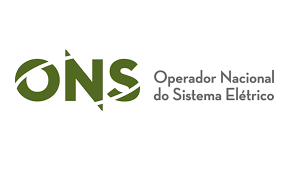 ONS
Operador Nacional
do Sistema Elétrico